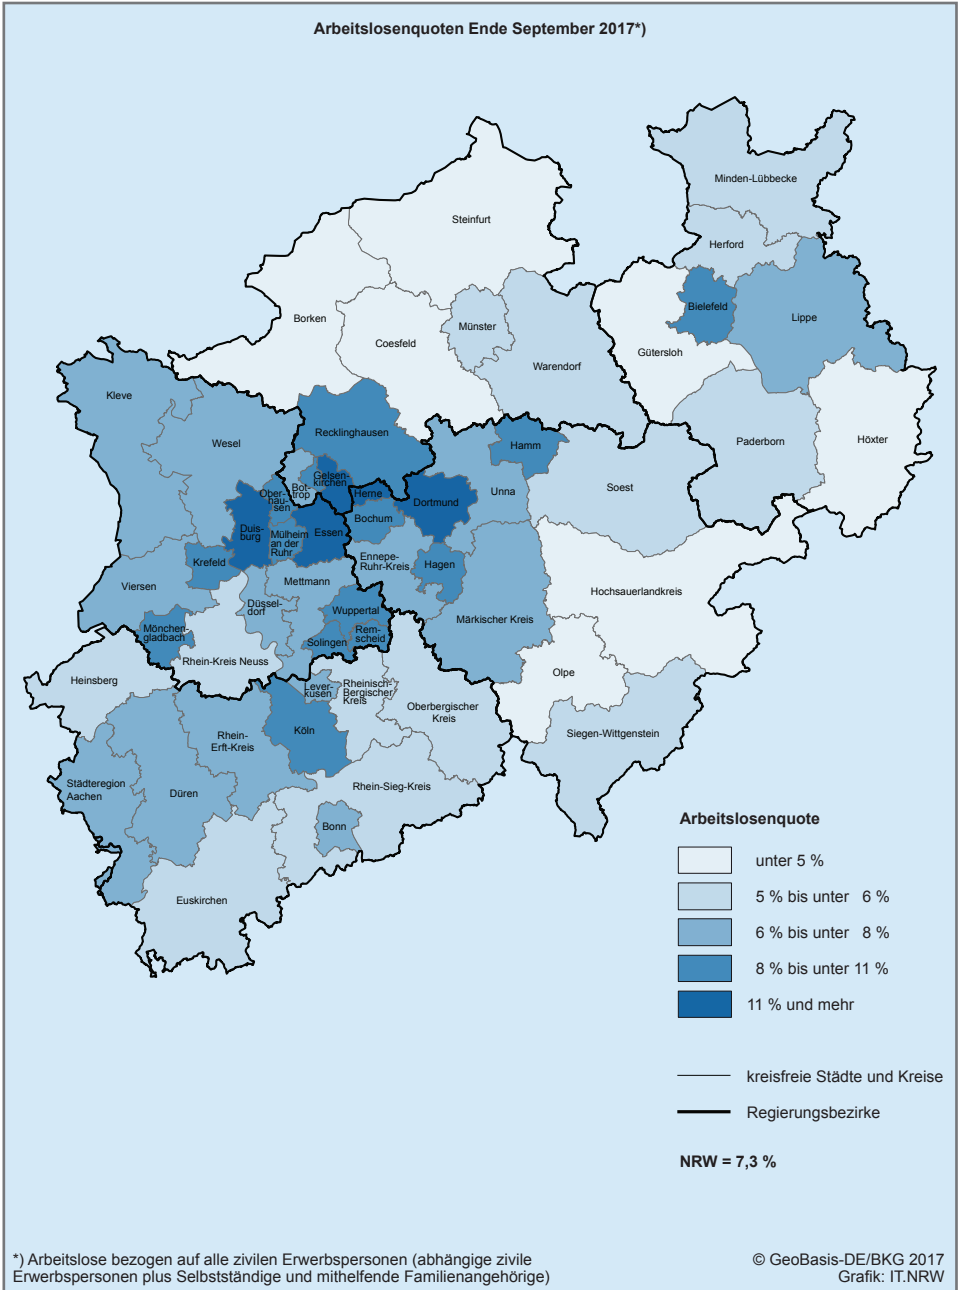 Arbeitslosenquoten Ende September 2017*)
Minden-Lübbecke
Steinfurt
Herford
Bielefeld
Lippe
Borken
Münster
Coesfeld
Gütersloh
Warendorf
Kleve
Recklinghausen
Wesel
Hamm
Paderborn
Höxter
Gelsen-
kirchen
Bot-
trop
Soest
Unna
Ober-
hau-
sen
Herne
Dortmund
Bochum
Duis-
burg
Mülheim
an der
Ruhr
Essen
Krefeld
Ennepe-
Ruhr-Kreis
Hagen
Mettmann
Viersen
Hochsauerlandkreis
Düssel-
dorf
Wuppertal
Märkischer Kreis
Mönchen-
gladbach
Rem-
scheid
Solingen
Rhein-Kreis Neuss
Heinsberg
Olpe
Lever-
kusen
Rheinisch-
Bergischer
Kreis
Oberbergischer
Kreis
Köln
Rhein-
Erft-Kreis
Siegen-Wittgenstein
Städteregion
Aachen
Düren
Rhein-Sieg-Kreis
Bonn
Euskirchen
Arbeitslosenquote
unter 5 %
5 % bis unter 6 %
6 % bis unter 8 %
8 % bis unter 11 %
11 % und mehr
kreisfreie Städte und Kreise
Regierungsbezirke
NRW = 7,3 %
*) Arbeitslose bezogen auf alle zivilen Erwerbspersonen (abhängige zivile
Erwerbspersonen plus Selbstständige und mithelfende Familienangehörige)
© GeoBasis-DE/BKG 2017
Grafik: IT.NRW